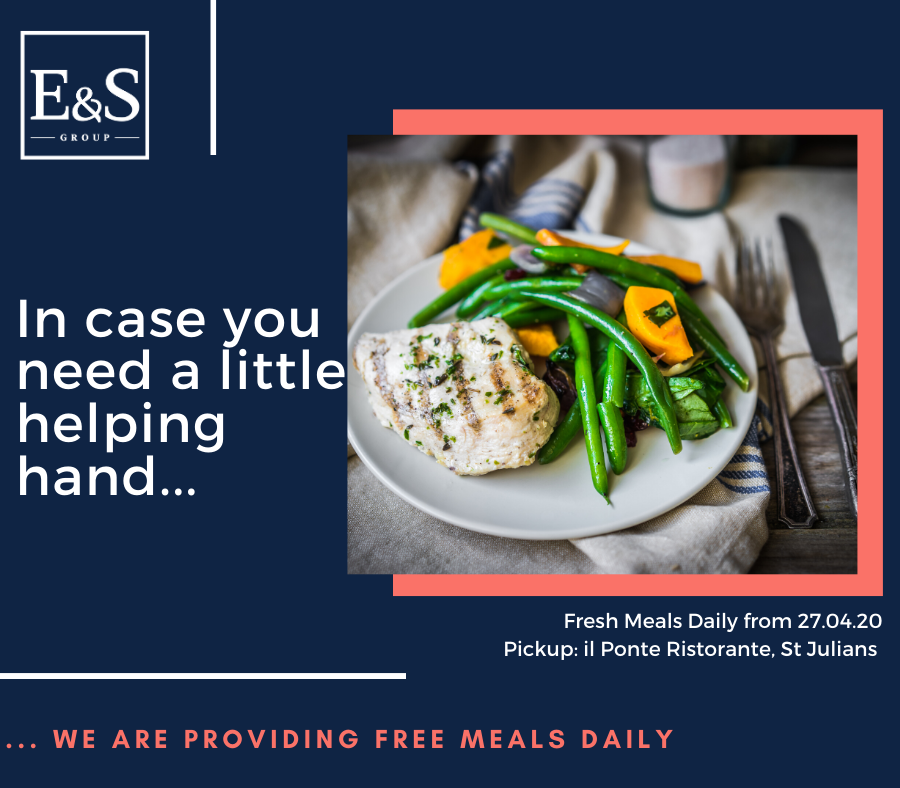 E&S
GROUP
In case you
need a little
helping
hand...
Fresh Meals Daily from 27.04.20
Pickup: il Ponte Ristorante, St Julians
... WE ARE PROVIDING FREE MEALS DAILY